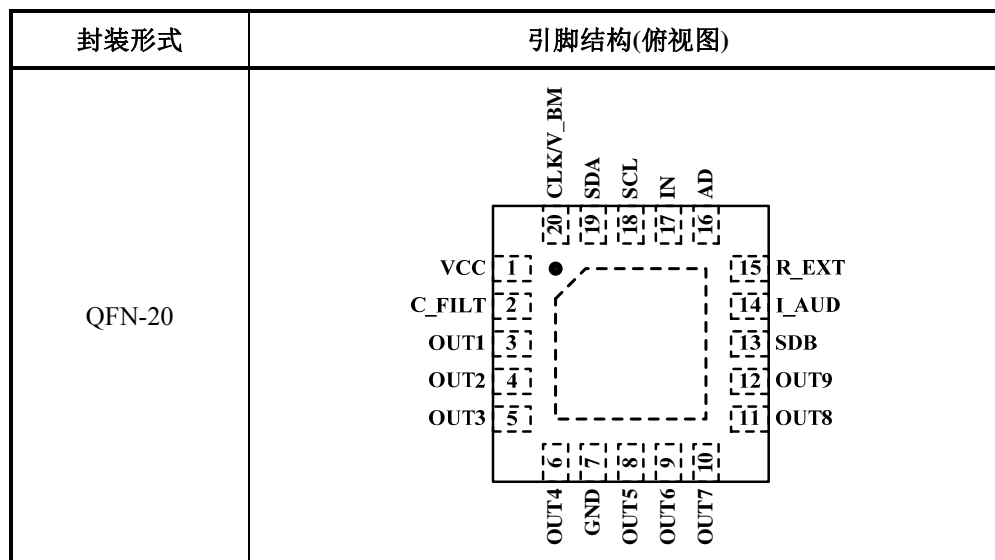 封装形式 引脚结构(俯视图)
QFN-20
CLK/V_BM SDA SCL IN AD
20 19 18 17 16
VCC 1 15 R_EXT
C_FILT 2 14 I_AUD
OUT1 3 13 SDB
OUT2 4 12 OUT9
OUT3 5 11 OUT8
6 7 8 9 10
OUT4 GND OUT5 OUT6 OUT7